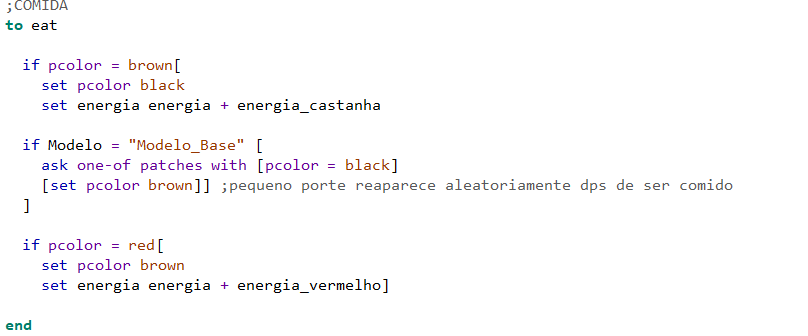 ;COMIDA
to eat
if pcolor = brown[
set pcolor black
set energia energia + energia_castanha
if Modelo = "Modelo_Base" [
ask one-of patches with [pcolor = black]
[set pcolor brown]] ;pequeno porte reaparece aleatoriamente dps de ser comido
]
if pcolor = red[
set pcolor brown
set energia energia + energia_vermelho]
end